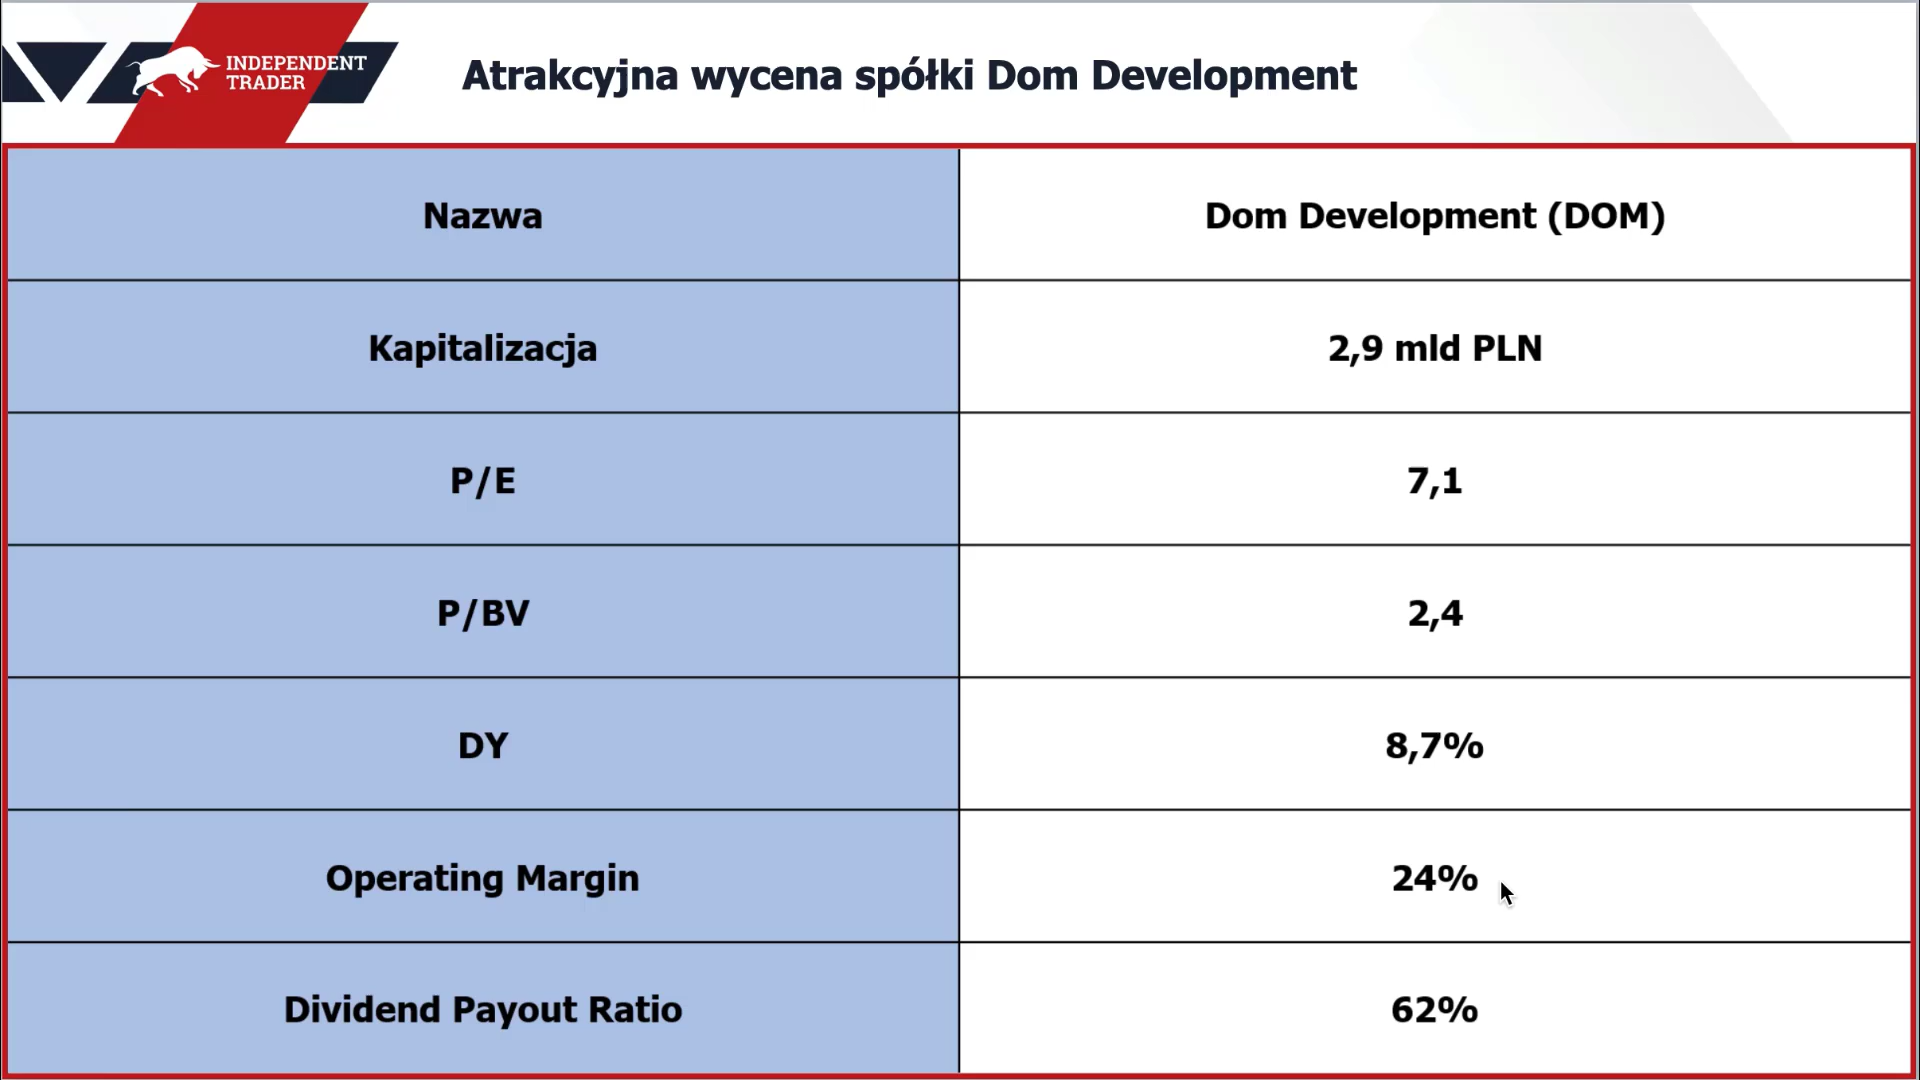 INDEPENDENT
TRADER
Atrakcyjna wycena spółki Dom Development
Nazwa
Dom Development (DOM)
Kapitalizacja
2,9 mld PLN
P/E
7,1
P/BV
2,4
DY
8,7%
Operating Margin
24%
Dividend Payout Ratio
62%